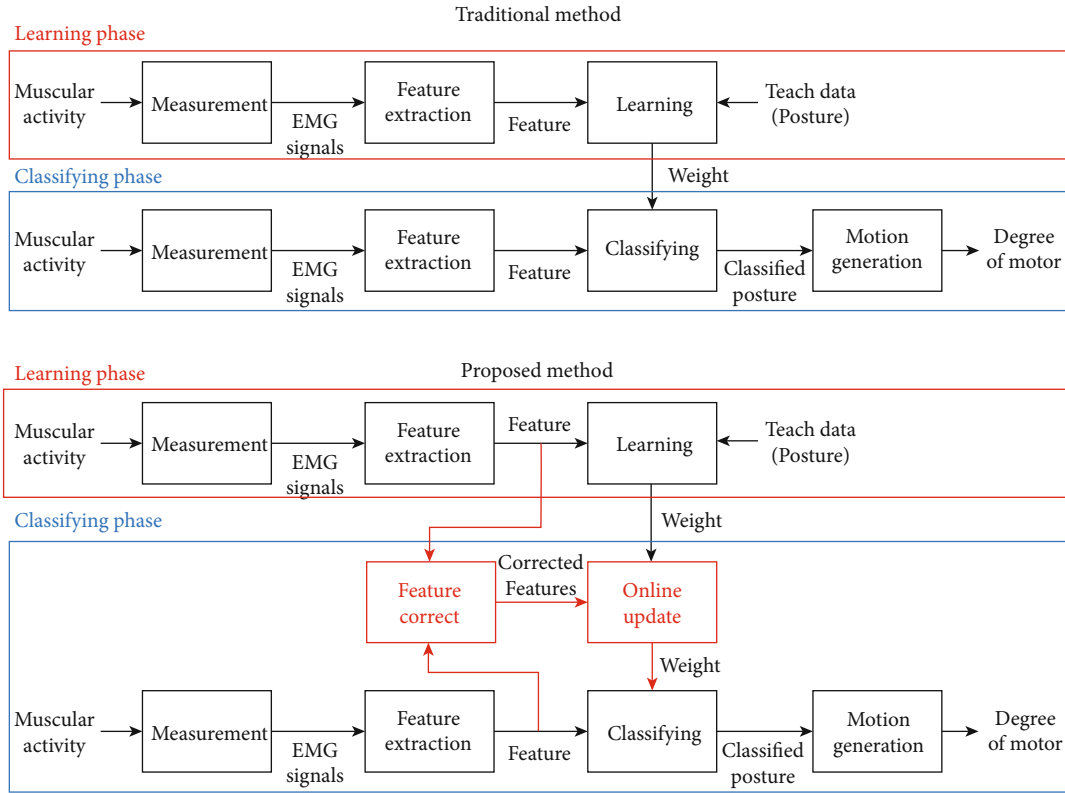 Traditional method
Learning phase
Muscular
activity
Measurement
EMG
signals
Feature
extraction
Feature
Learning
Teach data
(Posture)
Weight
Classifying phase
Muscular
activity
Measurement
EMG
signals
Feature
extraction
Feature
Classifying
Classified
posture
Motion
generation
Degree
of motor
Proposed method
Learning phase
Muscular
activity
Measurement
EMG
signals
Feature
extraction
Feature
Learning
Teach data
(Posture)
Weight
Classifying phase
Feature
correct
Corrected
Features
Online
update
Weight
Muscular
activity
Measurement
EMG
signals
Feature
extraction
Feature
Classifying
Classified
posture
Motion
generation
Degree
of motor